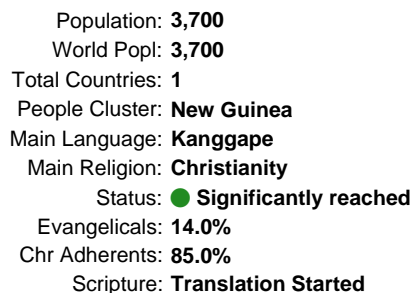 Population: 3,700
World Popl: 3,700
Total Countries: 1
People Cluster: New Guinea
Main Language: Kanggape
Main Religion: Christianity
Status: Significantly reached
Evangelicals: 14.0%
Chr Adherents: 85.0%
Scripture: Translation Started